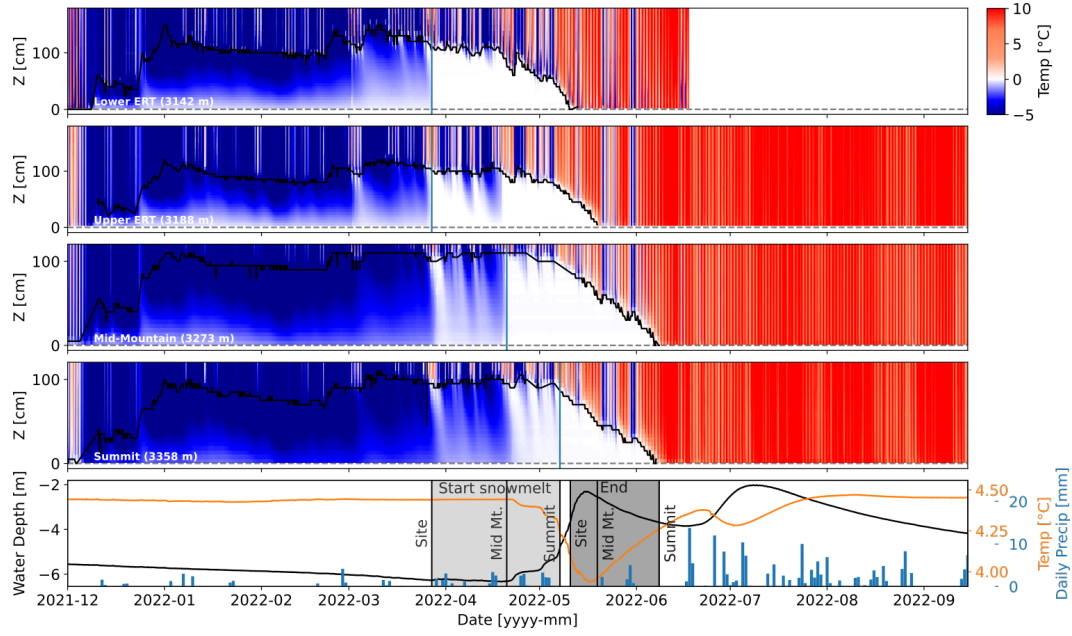 100
0
Z [cm]
Lower ERT (3142 m)
10
5
0
−5
Temp [°C]
100
0
Z [cm]
Upper ERT (3188 m)
100
0
Z [cm]
Mid-Mountain (3273 m)
100
0
Z [cm]
Summit (3358 m)
−2
−4
−6
Water Depth [m]
Start snowmelt
End
Site
Mid Mt.
Summit
Site
Mid Mt.
Summit
4.50
4.25
4.00
Temp [°C]
20
10
0
Daily Precip [mm]
2021-12 2022-01 2022-02 2022-03 2022-04 2022-05 2022-06 2022-07 2022-08 2022-09
Date [yyyy-mm]